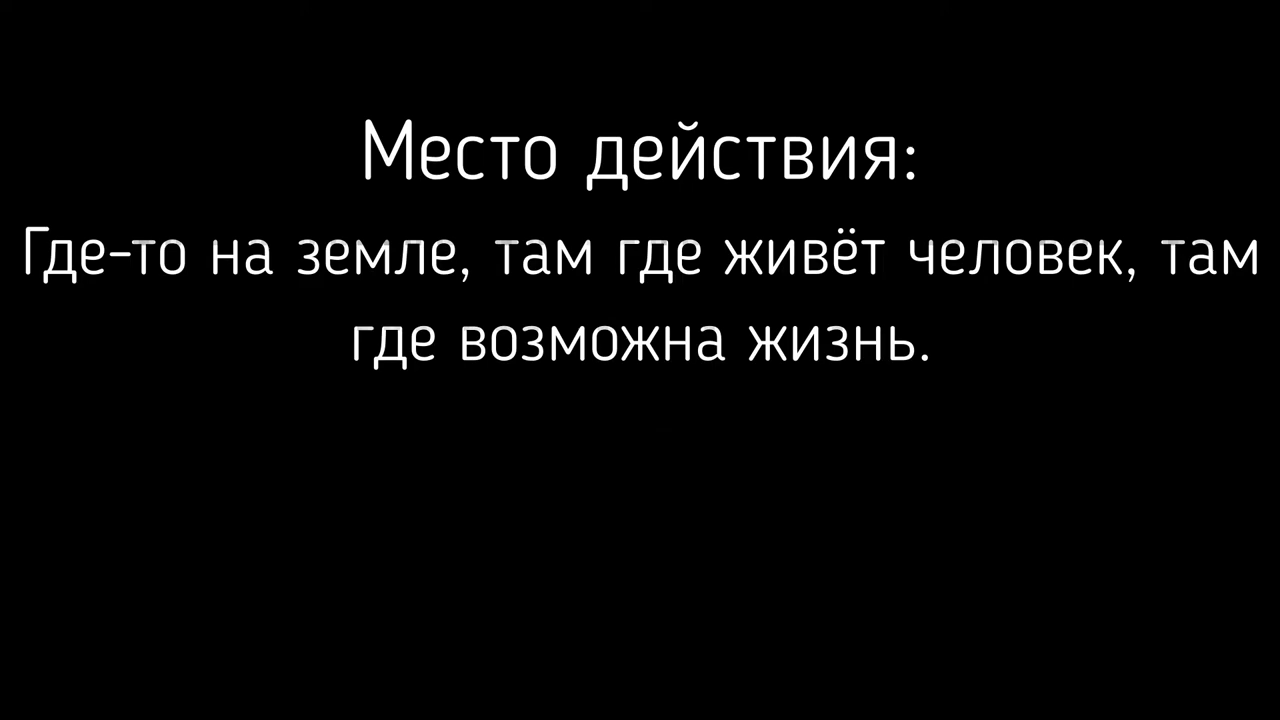 Место действия:
Где-то на земле, там где живёт человек, там
где возможна жизнь.